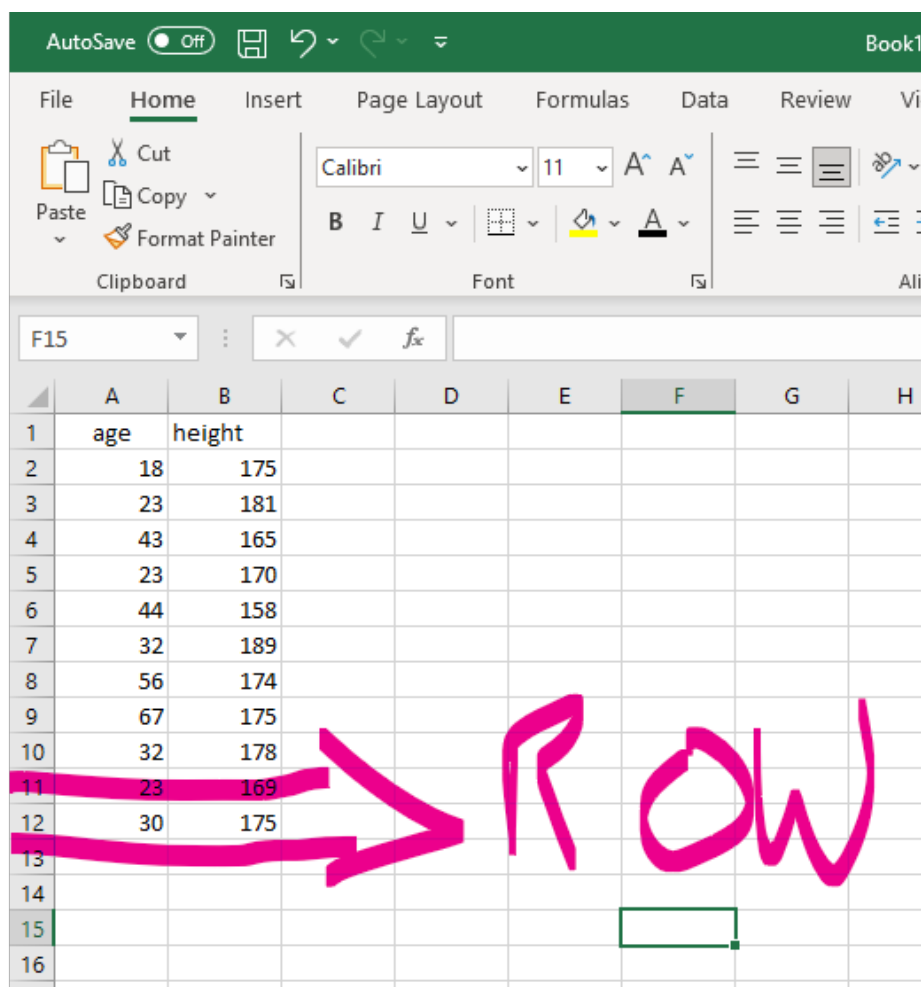 AutoSave Off Book1
File Home Insert Page Layout Formulas Data Review Vi
Cut
Calibri 11 A A
Copy
Paste
B I U A
Format Painter
Clipboard Font Ali
F15 fx
A B C D E F G H
1 age height
2 18 175
3 23 181
4 43 165
5 23 170
6 44 158
7 32 189
8 56 174
9 67 175
10 32 178
11 23 169
12 30 175
13
14
15
16
ROW